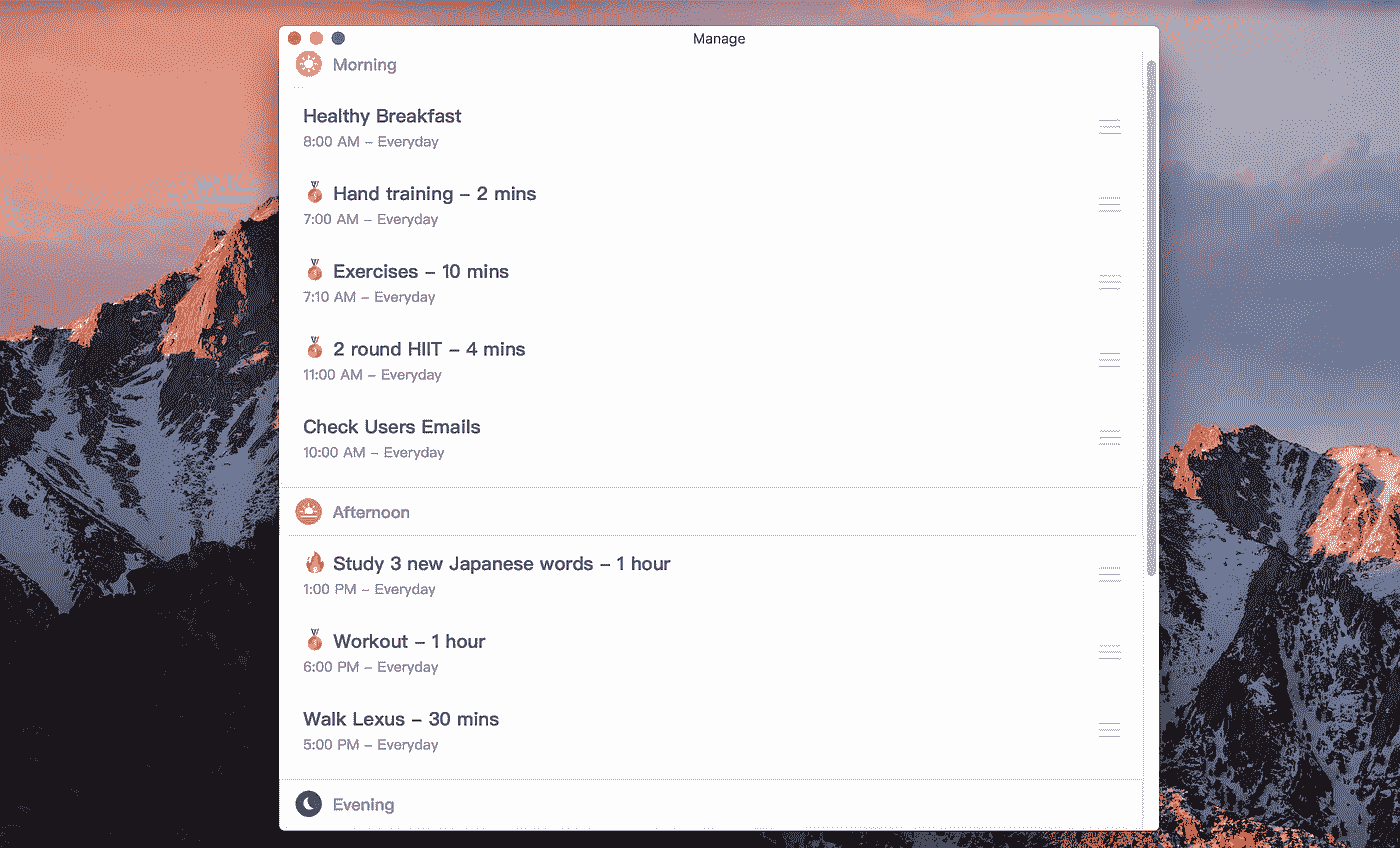 Manage
Morning
Healthy Breakfast
8:00 AM – Everyday
Hand training – 2 mins
7:00 AM – Everyday
Exercises – 10 mins
7:10 AM – Everyday
2 round HIIT – 4 mins
11:00 AM – Everyday
Check Users Emails
10:00 AM – Everyday
Afternoon
Study 3 new Japanese words – 1 hour
1:00 PM – Everyday
Workout – 1 hour
6:00 PM – Everyday
Walk Lexus – 30 mins
5:00 PM – Everyday
Evening